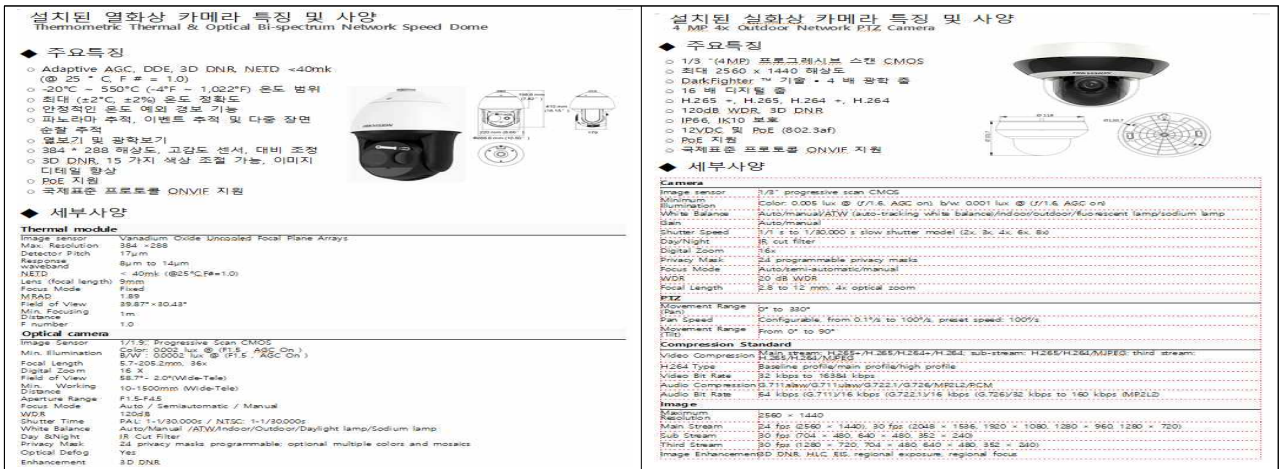 설치된 열화상 카메라 특징 및 사양
Thermometric Thermal & Optical Bi-spectrum Network Speed Dome
◆ 주요특징
○ Adaptive AGC, DDE, 3D DNR, NETD <40mk
(@ 25 ° C, F # = 1.0)
○ -20℃ ~ 550℃ (-4°F ~ 1,022°F) 온도 범위
○ 최대 (±2℃, ±2%) 온도 정확도
○ 안정적인 온도 예외 경보 기능
○ 파노라마 추적, 이벤트 추적 및 다중 장면
순찰 추적
○ 열보기 및 광학보기
○ 384 * 288 해상도, 고감도 센서, 대비 조정
○ 3D DNR, 15 가지 색상 조절 가능, 이미지
디테일 향상
○ PoE 지원
○ 국제표준 프로토콜 ONVIF 지원
◆ 세부사양
Thermal module
Image sensor Vanadium Oxide Uncooled Focal Plane Arrays
Max. Resolution 384 ×288
Detector Pitch 17μm
Response waveband 8μm to 14μm
NETD < 40mk (@25℃,F#=1.0)
Lens (focal length) 9mm
Focus Mode Fixed
MRAD 1.89
Field of View 39.87°×30.43°
Min. Focusing Distance 1m
F number 1.0
Optical camera
Image Sensor 1/1.9", Progressive Scan CMOS
Min. Illumination Color: 0.002 lux @ (F1.5 , AGC On )
B/W : 0.0002 lux @ (F1.5 , AGC On)
Focal Length 5.7-205.2mm, 36x
Digital Zoom 16 X
Field of View 58.7°- 2.0°(Wide-Tele)
Min. Working Distance 10-1500mm (Wide-Tele)
Aperture Range F1.5-F4.5
Focus Mode Auto / Semiautomatic / Manual
WDR 120dB
Shutter Time PAL: 1-1/30,000s / NTSC: 1-1/30,000s
White Balance Auto/Manual /ATW/Indoor/Outdoor/Daylight lamp/Sodium lamp
Day &Night IR Cut Filter
Privacy Mask 24 privacy masks programmable; optional multiple colors and mosaics
Optical Defog Yes
Enhancement 3D DNR
설치된 실화상 카메라 특징 및 사양
4 MP 4x Outdoor Network PTZ Camera
◆ 주요특징
○ 1/3 "(4MP) 프로그레시브 스캔 CMOS
○ 최대 2560 x 1440 해상도
○ DarkFighter ™ 기술 • 4 배 광학 줌
○ 16 배 디지털 줌
○ H.265 +, H.265, H.264 +, H.264
○ 120dB WDR, 3D DNR
○ IP66, IK10 보호
○ 12VDC 및 PoE (802.3af)
○ PoE 지원
○ 국제표준 프로토콜 ONVIF 지원
◆ 세부사양
Camera
Image sensor 1/3" progressive scan CMOS
Minimum Illumination Color: 0.005 lux @ (f/1.6, AGC on), b/w: 0.001 lux @ (f/1.6, AGC on)
White Balance Auto/manual/ATW (auto-tracking white balance)/indoor/outdoor/fluorescent lamp/sodium lamp
Gain Auto/manual
Shutter Speed 1/1 s to 1/30,000 s slow shutter model (2x, 3x, 4x, 6x, 8x)
Day/Night IR cut filter
Digital Zoom 16x
Privacy Mask 24 programmable privacy masks
Focus Mode Auto/semi-automatic/manual
WDR 20 dB WDR
Focal Length 2.8 to 12 mm, 4x optical zoom
PTZ
Movement Range (Pan) 0° to 330°
Pan Speed Configurable, from 0.1°/s to 100°/s, preset speed: 100°/s
Movement Range (Tilt) From 0° to 90°
Compression Standard
Video Compression Main stream: H.265+/H.265/H.264+/H.264; sub-stream: H.265/H.264/MJPEG; third stream:
H.265/H.264/MJPEG
H.264 Type Baseline profile/main profile/high profile
Video Bit Rate 32 kbps to 16384 kbps
Audio Compression G.711alaw/G.711ulaw/G.722.1/G.726/MP2L2/PCM
Audio Bit Rate 64 kbps (G.711)/16 kbps (G.722.1)/16 kbps (G.726)/32 kbps to 160 kbps (MP2L2)
Image
Maximum Resolution 2560 × 1440
Main Stream 24 fps (2560 × 1440), 30 fps (2048 × 1536, 1920 × 1080, 1280 × 960, 1280 × 720)
Sub Stream 30 fps (704 × 480, 640 × 480, 352 × 240)
Third Stream 30 fps (1280 × 720, 704 × 480, 640 × 480, 352 × 240)
Image Enhancement 3D DNR, HLC, EIS, regional exposure, regional focus